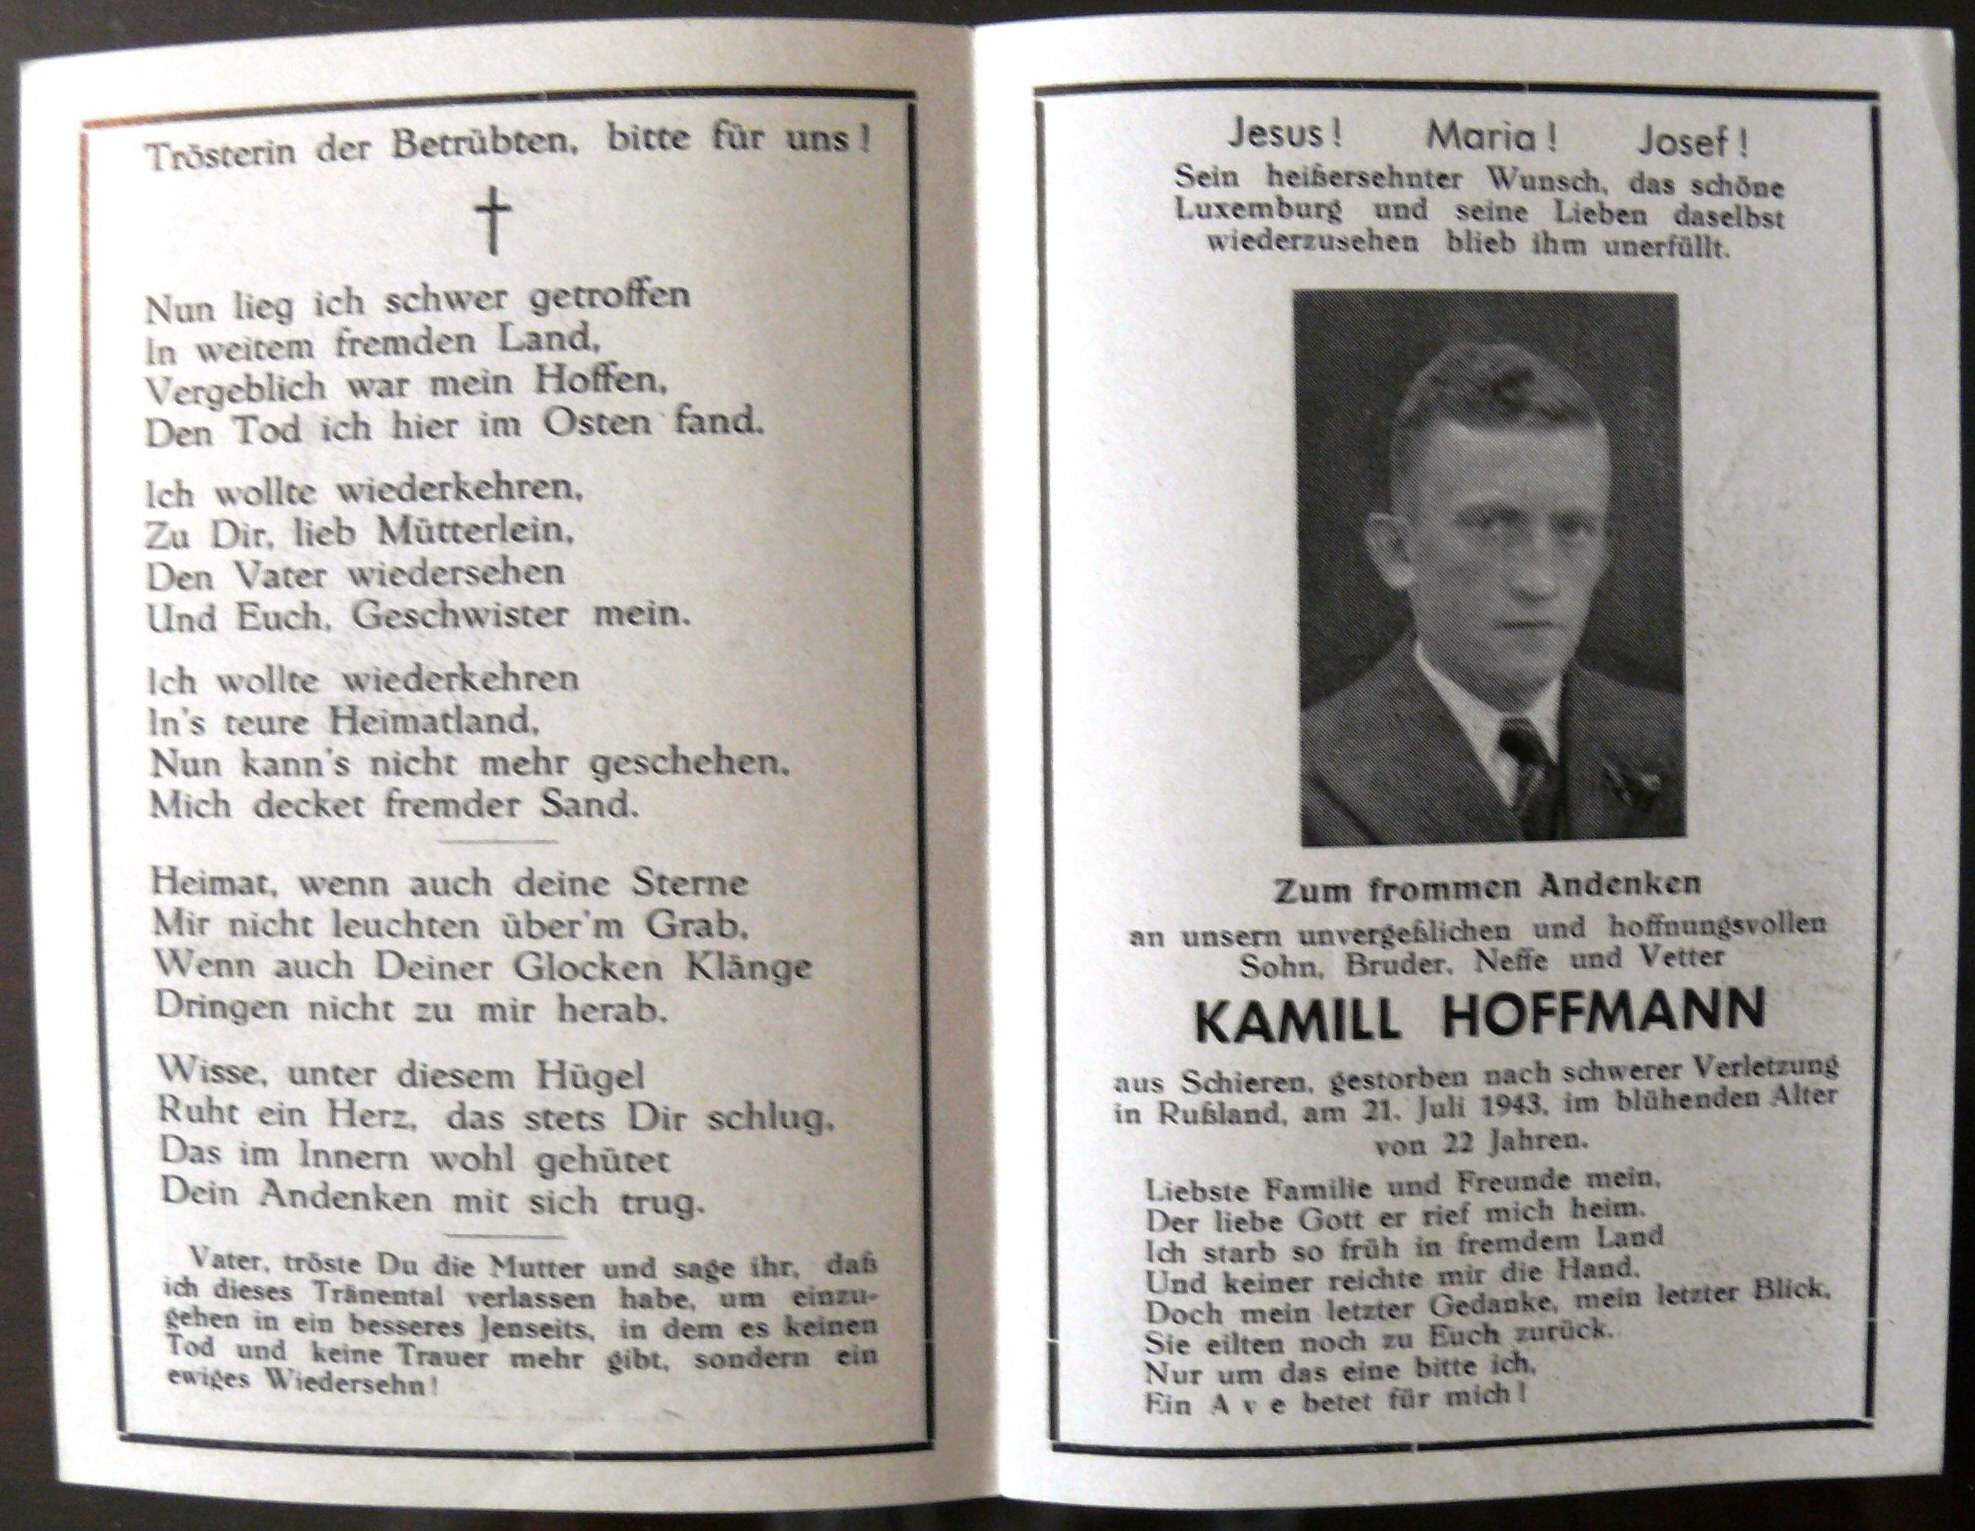 Trösterin der Betrübten, bitte für uns!
Nun lieg ich schwer getroffen
In weitem fremden Land,
Vergeblich war mein Hoffen,
Den Tod ich hier im Osten fand.
Ich wollte wiederkehren,
Zu Dir, lieb Mütterlein,
Den Vater wiedersehen
Und Euch, Geschwister mein.
Ich wollte wiederkehren
In's teure Heimatland,
Nun kann's nicht mehr geschehen,
Mich decket fremder Sand.
Heimat, wenn auch deine Sterne
Mir nicht leuchten über'm Grab,
Wenn auch Deiner Glocken Klänge
Dringen nicht zu mir herab.
Wisse, unter diesem Hügel
Ruht ein Herz, das stets Dir schlug,
Das im Innern wohl gehütet
Dein Andenken mit sich trug.
Vater, tröste Du die Mutter und sage ihr, daß
ich dieses Tränental verlassen habe, um einzu-
gehen in ein besseres Jenseits, in dem es keinen
Tod und keine Trauer mehr gibt, sondern ein
ewiges Wiedersehn!
Jesus! Maria! Josef!
Sein heißersehnter Wunsch, das schöne
Luxemburg und seine Lieben daselbst
wiederzusehen blieb ihm unerfüllt.
Zum frommen Andenken
an unsern unvergeßlichen und hoffnungsvollen
Sohn, Bruder, Neffe und Vetter
KAMILL HOFFMANN
aus Schieren, gestorben nach schwerer Verletzung
in Rußland, am 21. Juli 1943, im blühenden Alter
von 22 Jahren.
Liebste Familie und Freunde mein,
Der liebe Gott er rief mich heim.
Ich starb so früh in fremdem Land
Und keiner reichte mir die Hand.
Doch mein letzter Gedanke, mein letzter Blick,
Sie eilten noch zu Euch zurück.
Nur um das eine bitte ich,
Ein Ave betet für mich!